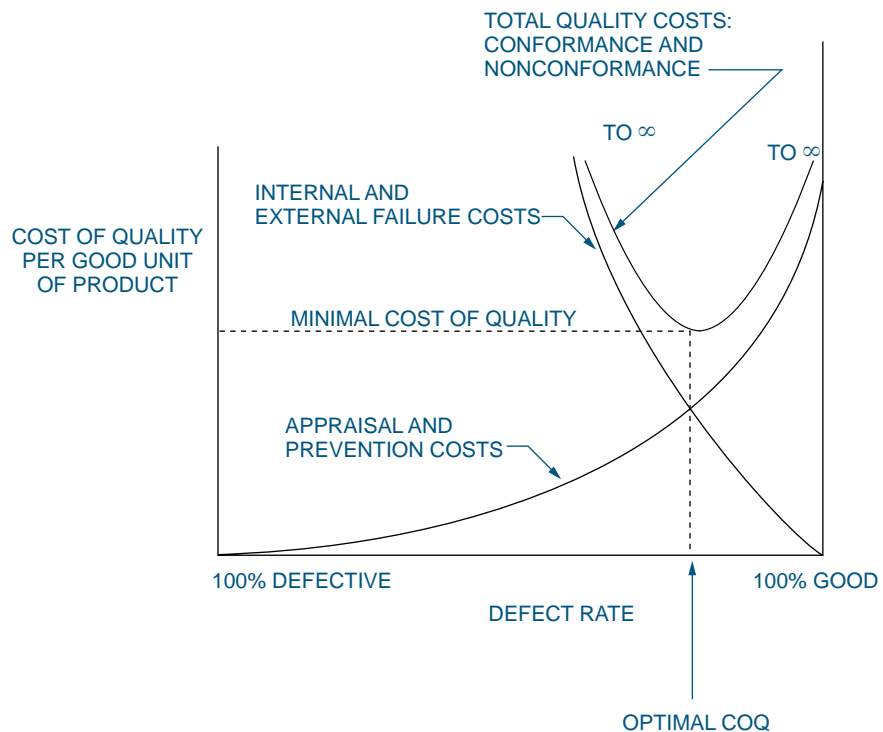 TOTAL QUALITY COSTS:
CONFORMANCE AND
NONCONFORMANCE
TO ∞
TO ∞
INTERNAL AND
EXTERNAL FAILURE COSTS
COST OF QUALITY
PER GOOD UNIT
OF PRODUCT
MINIMAL COST OF QUALITY
APPRAISAL AND
PREVENTION COSTS
100% DEFECTIVE
100% GOOD
DEFECT RATE
OPTIMAL COQ